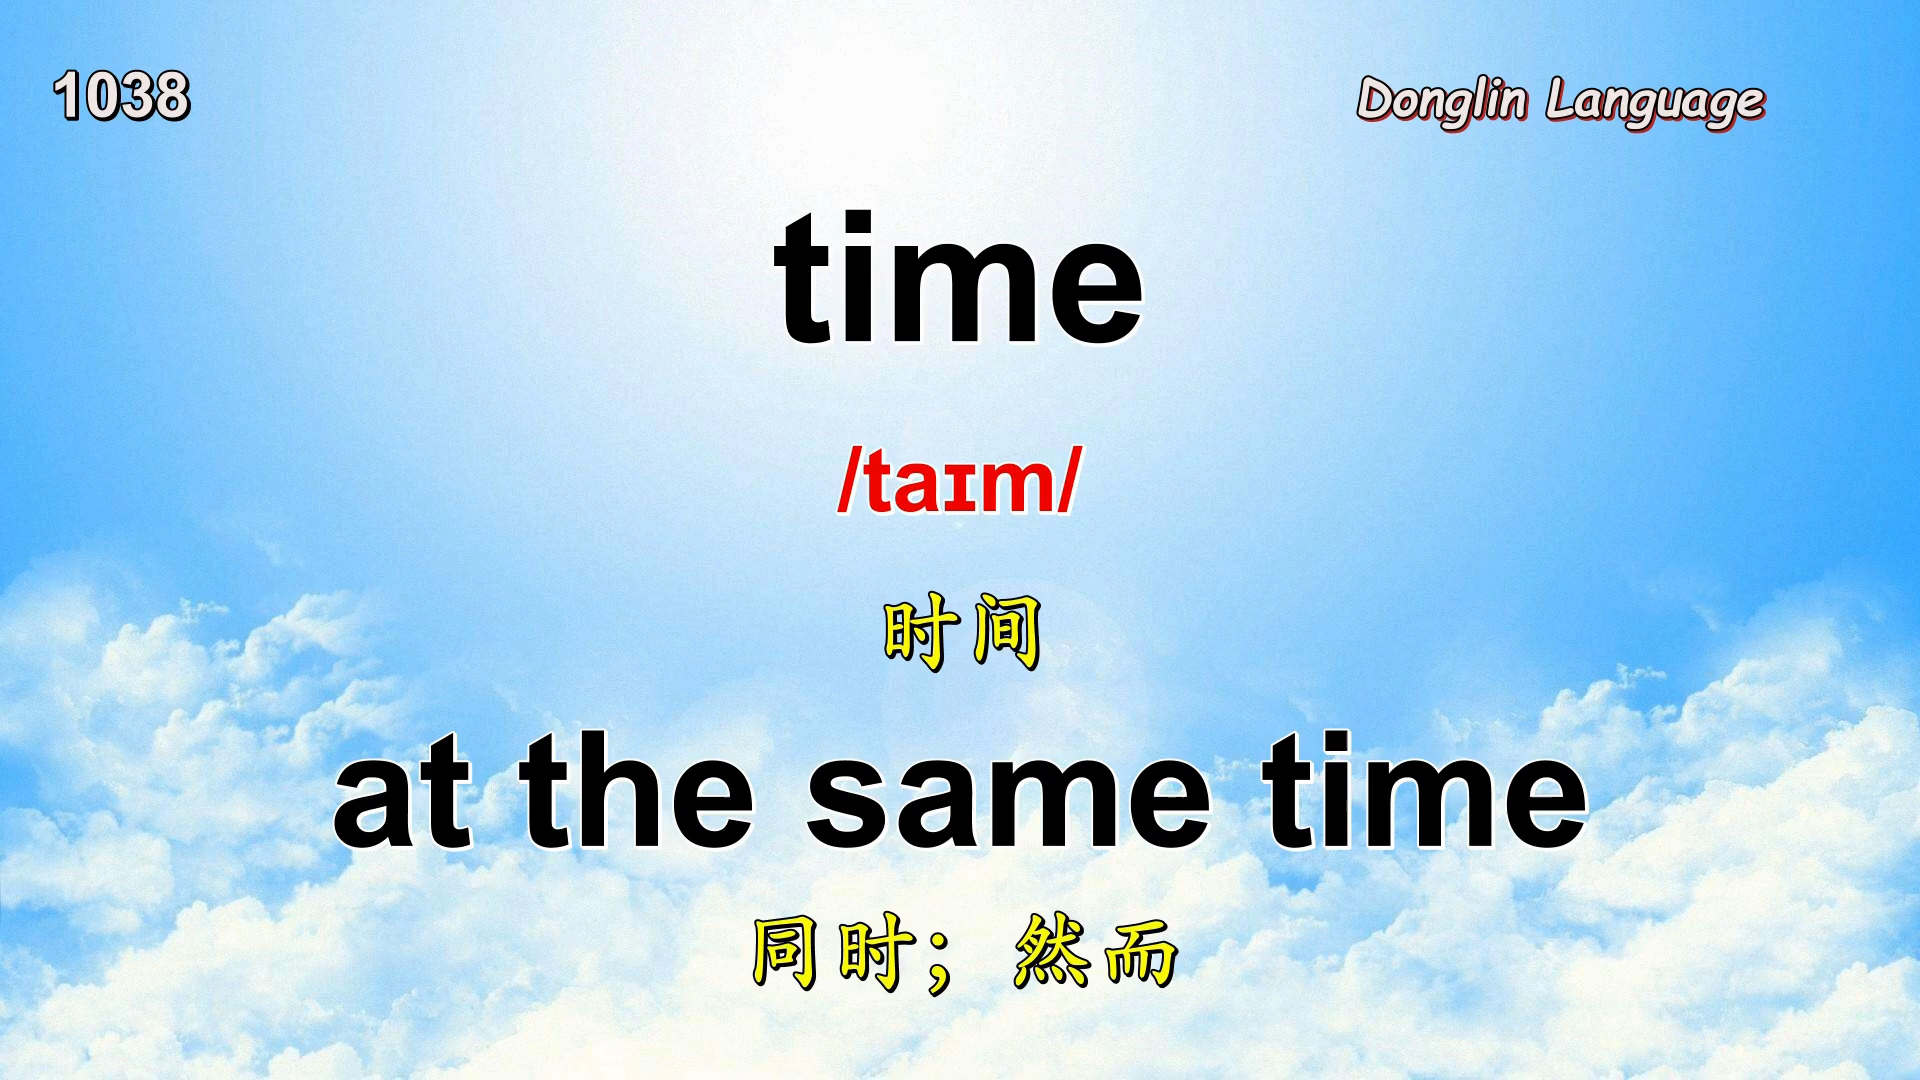 1038
Donglin Language
time
/taɪm/
时间
at the same time
同时；然而